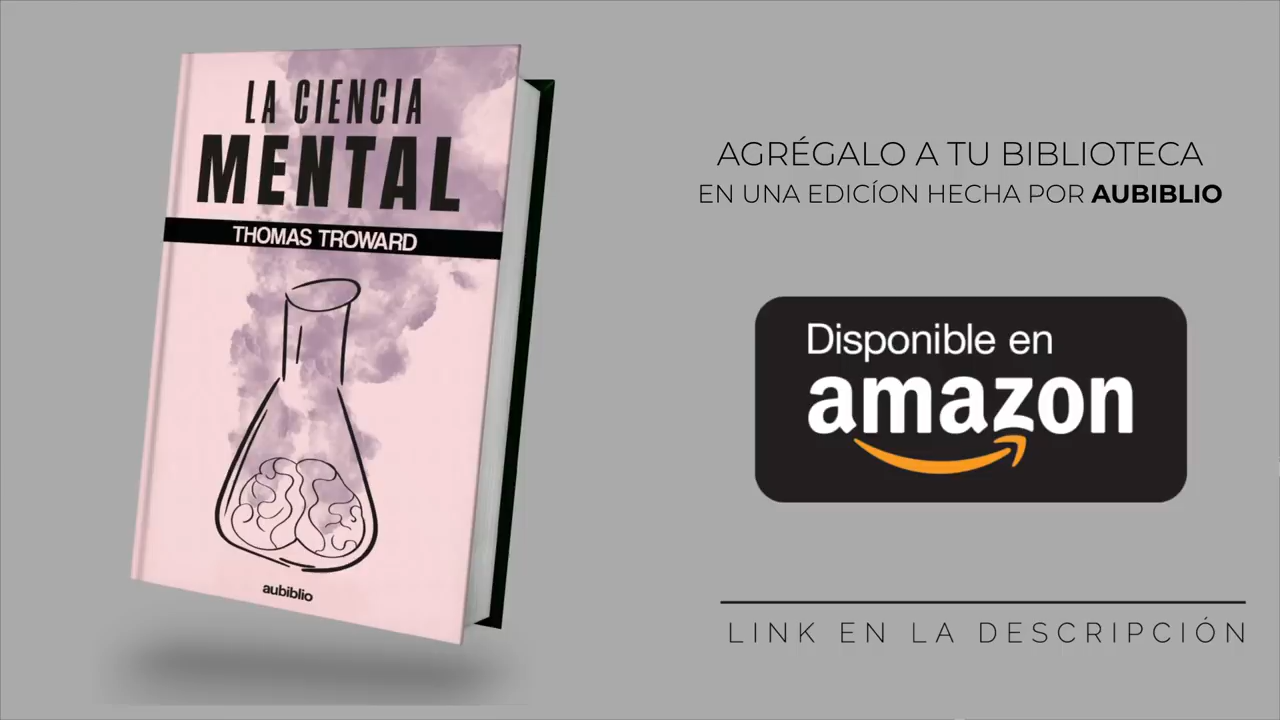 LA CIENCIA
MENTAL
THOMAS TROWARD
aubiblio
AGRÉGALO A TU BIBLIOTECA
EN UNA EDICÍON HECHA POR AUBIBLIO
Disponible en
amazon
LINK EN LA DESCRIPCIÓN